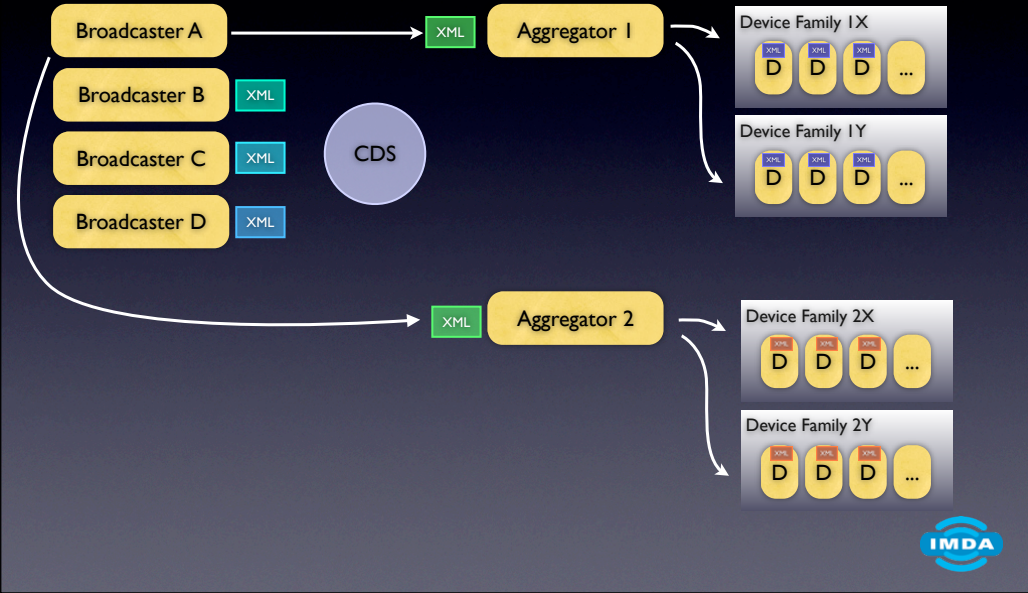 Broadcaster A
XML
Aggregator 1
Device Family 1X
XML XML XML
D D D ...
Broadcaster B
XML
CDS
Device Family 1Y
XML XML XML
D D D ...
Broadcaster C
XML
Broadcaster D
XML
XML
Aggregator 2
Device Family 2X
XML XML XML
D D D ...
Device Family 2Y
XML XML XML
D D D ...
IMDA